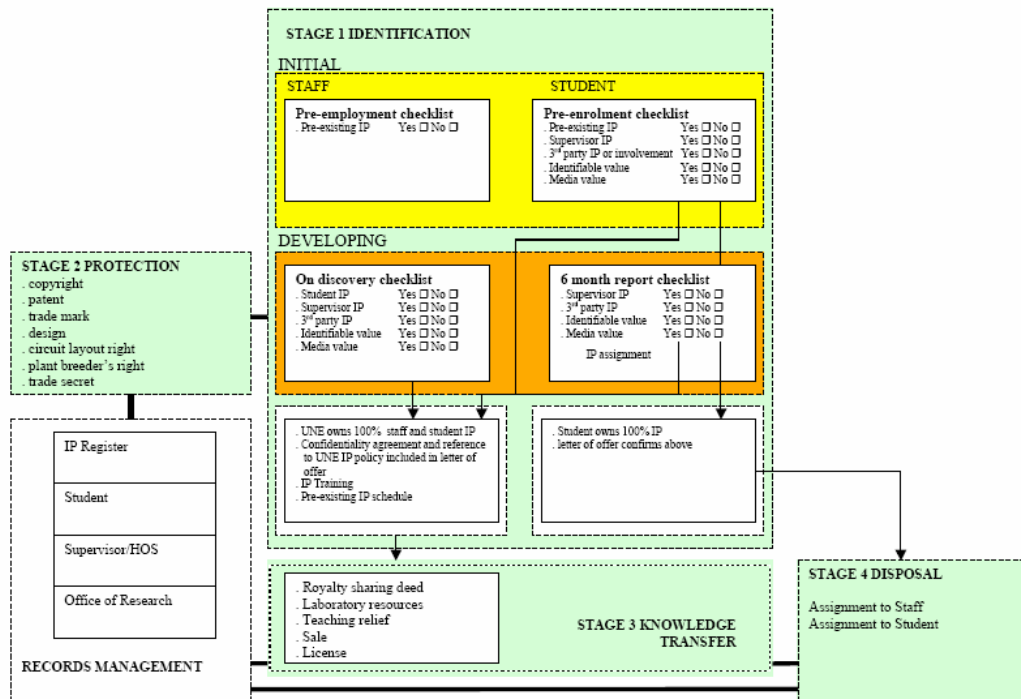 STAGE 1 IDENTIFICATION
INITIAL
STAFF
STUDENT
Pre-employment checklist
. Pre-existing IP Yes ☐ No ☐
Pre-enrolment checklist
. Pre-existing IP Yes ☐ No ☐
. Supervisor IP Yes ☐ No ☐
. 3rd party IP or involvement Yes ☐ No ☐
. Identifiable value Yes ☐ No ☐
. Media value Yes ☐ No ☐
DEVELOPING
On discovery checklist
. Student IP Yes ☐ No ☐
. Supervisor IP Yes ☐ No ☐
. 3rd party IP Yes ☐ No ☐
. Identifiable value Yes ☐ No ☐
. Media value Yes ☐ No ☐
6 month report checklist
. Supervisor IP Yes ☐ No ☐
. 3rd party IP Yes ☐ No ☐
. Identifiable value Yes ☐ No ☐
. Media value Yes ☐ No ☐
IP assignment
STAGE 2 PROTECTION
. copyright
. patent
. trade mark
. design
. circuit layout right
. plant breeder's right
. trade secret
. UNE owns 100% staff and student IP
. Confidentiality agreement and reference
to UNE IP policy included in letter of
offer
. IP Training
. Pre-existing IP schedule
. Student owns 100% IP
. letter of offer confirms above
IP Register
Student
Supervisor/HOS
Office of Research
RECORDS MANAGEMENT
. Royalty sharing deed
. Laboratory resources
. Teaching relief
. Sale
. License
STAGE 3 KNOWLEDGE
TRANSFER
STAGE 4 DISPOSAL
Assignment to Staff
Assignment to Student